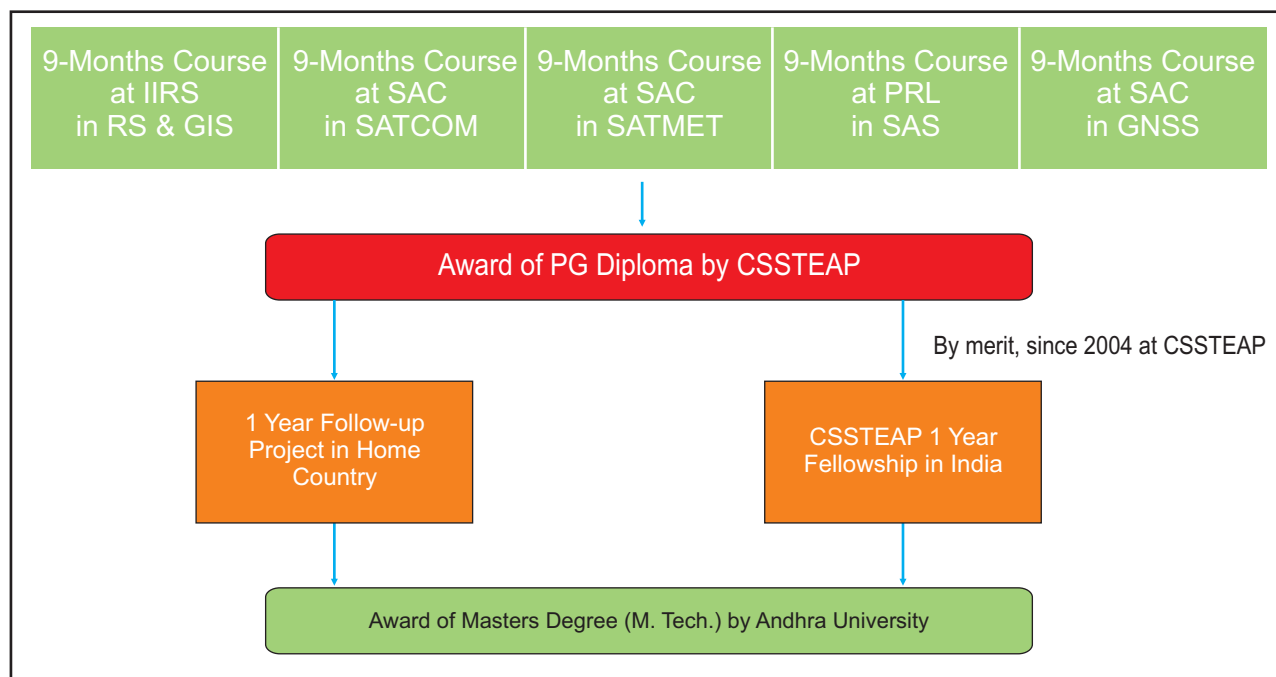 9-Months Course
at IIRS
in RS & GIS
9-Months Course
at SAC
in SATCOM
9-Months Course
at SAC
in SATMET
9-Months Course
at PRL
in SAS
9-Months Course
at SAC
in GNSS
Award of PG Diploma by CSSTEAP
By merit, since 2004 at CSSTEAP
1 Year Follow-up
Project in Home
Country
CSSTEAP 1 Year
Fellowship in India
Award of Masters Degree (M. Tech.) by Andhra University